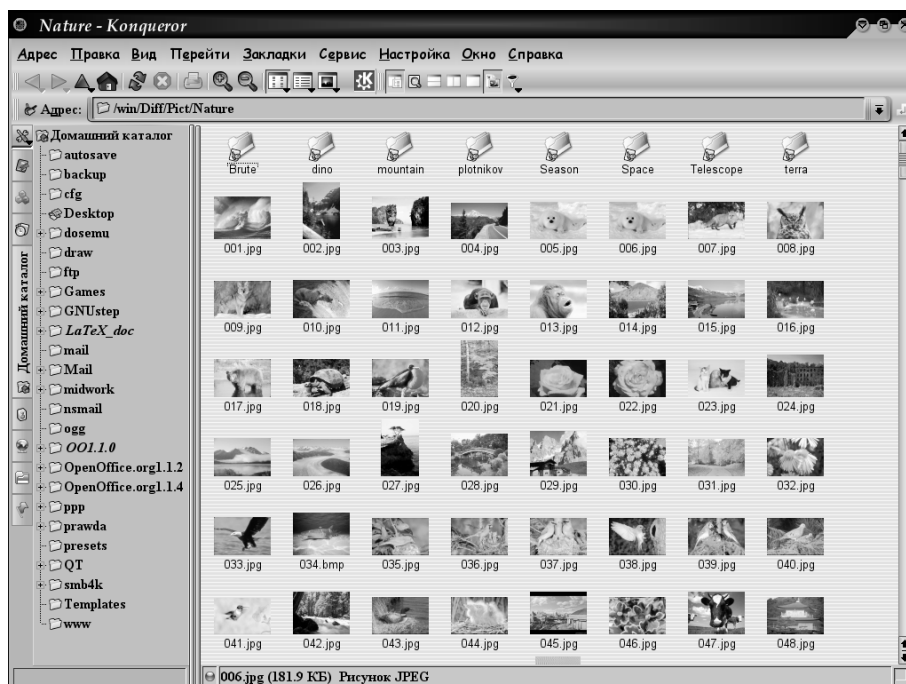 Nature - Konqueror
Адрес Правка Вид Перейти Закладки Сервис Настройка Окно Справка
Адрес: /win/Diff/Pict/Nature
Домашний каталог
Домашний каталог
autosave
backup
cfg
Desktop
dosemu
draw
ftp
Games
GNUstep
LaTeX_doc
mail
Mail
midwork
nsmail
ogg
OO1.1.0
OpenOffice.org1.1.2
OpenOffice.org1.1.4
ppp
prawda
presets
QT
smb4k
Templates
www
'Brute' dino mountain plotnikov Season Space Telescope terra
001.jpg 002.jpg 003.jpg 004.jpg 005.jpg 006.jpg 007.jpg 008.jpg
009.jpg 010.jpg 011.jpg 012.jpg 013.jpg 014.jpg 015.jpg 016.jpg
017.jpg 018.jpg 019.jpg 020.jpg 021.jpg 022.jpg 023.jpg 024.jpg
025.jpg 026.jpg 027.jpg 028.jpg 029.jpg 030.jpg 031.jpg 032.jpg
033.jpg 034.bmp 035.jpg 036.jpg 037.jpg 038.jpg 039.jpg 040.jpg
041.jpg 042.jpg 043.jpg 044.jpg 045.jpg 046.jpg 047.jpg 048.jpg
006.jpg (181.9 КБ) Рисунок JPEG